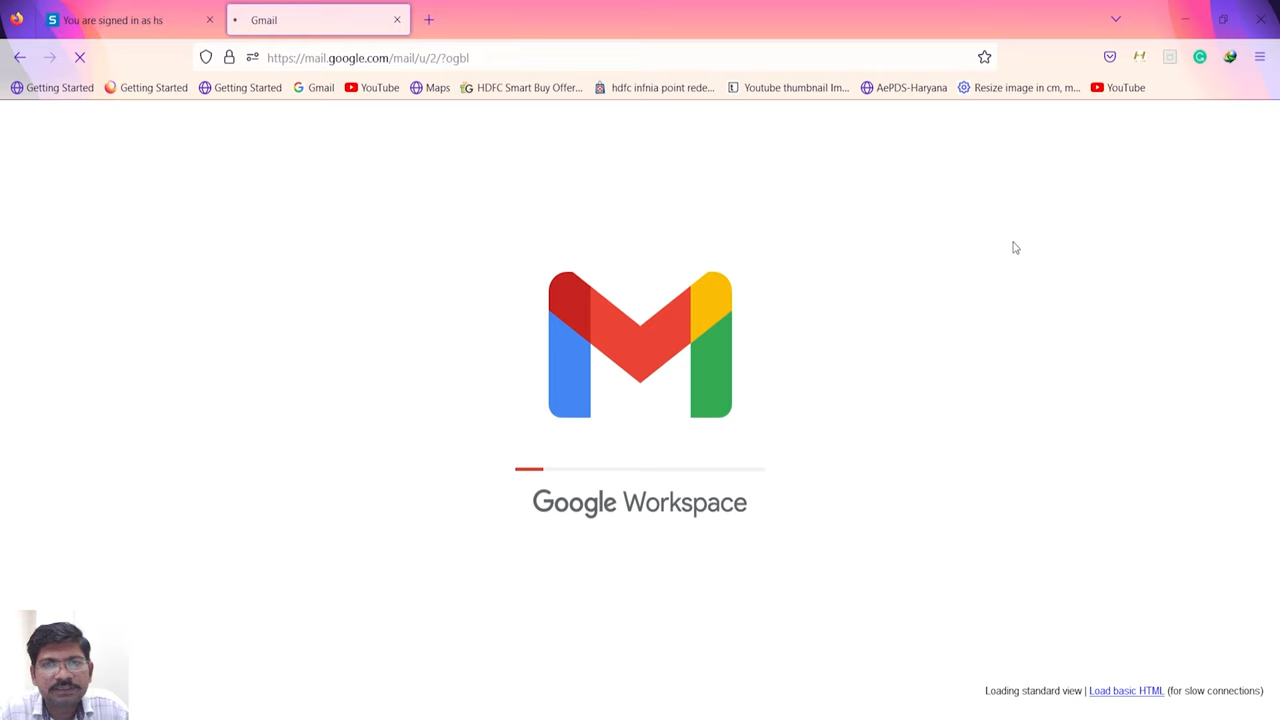 You are signed in as hs
Gmail
https://mail.google.com/mail/u/2/?ogbl
Getting Started
Getting Started
Getting Started
Gmail
YouTube
Maps
HDFC Smart Buy Offer...
hdfc infnia point rede...
Youtube thumbnail Im...
AePDS-Haryana
Resize image in cm, m...
YouTube
Google Workspace
Loading standard view | Load basic HTML (for slow connections)